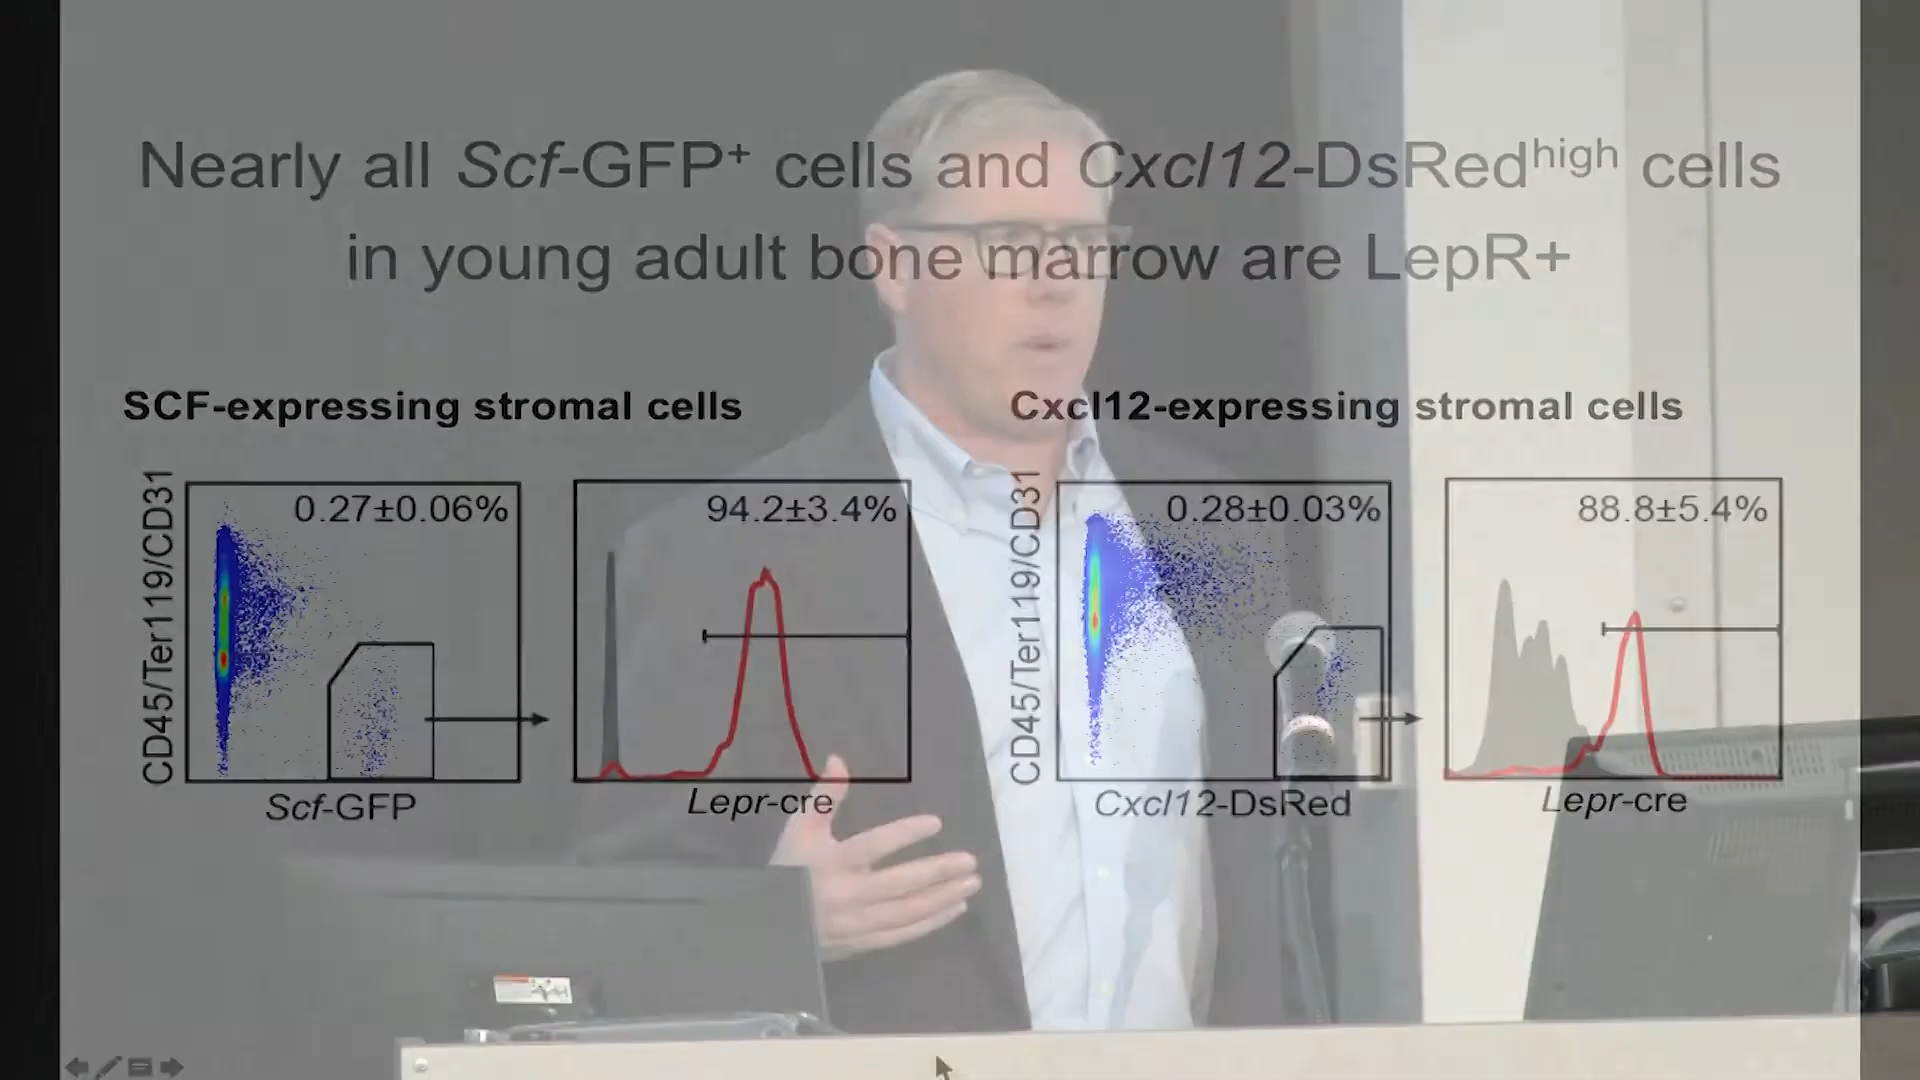 Nearly all Scf-GFP⁺ cells and Cxcl12-DsRedʰⁱᵍʰ cells
in young adult bone marrow are LepR+
SCF-expressing stromal cells
Cxcl12-expressing stromal cells
CD45/Ter119/CD31
0.27±0.06%
Scf-GFP
94.2±3.4%
Lepr-cre
CD45/Ter119/CD31
0.28±0.03%
Cxcl12-DsRed
88.8±5.4%
Lepr-cre